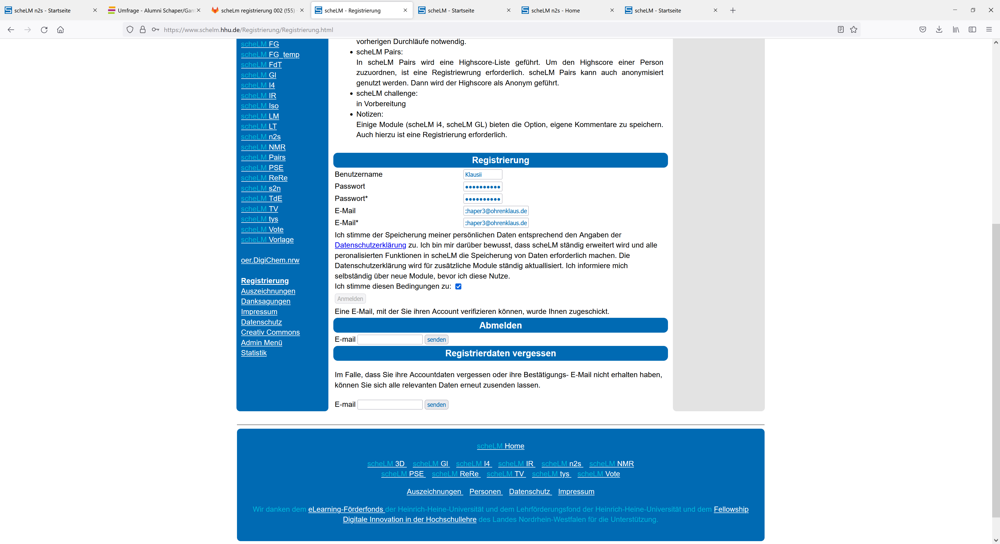 scheLM n2s - Startseite
Umfrage - Alumni Schaper/Gan
scheLm registrierung 002 (!55)
scheLM - Registrierung
scheLM - Startseite
scheLM n2s - Home
scheLM - Startseite
https://www.schelm.hhu.de/Registrierung/Registrierung.html
scheLM FG
scheLM FG_temp
scheLM FdT
scheLM Gl
scheLM I4
scheLM IR
scheLM Iso
scheLM LM
scheLM LT
scheLM n2s
scheLM NMR
scheLM Pairs
scheLM PSE
scheLM ReRe
scheLM s2n
scheLM TdE
scheLM TV
scheLM tys
scheLM Vote
scheLM Vorlage
oer.DigiChem.nrw
Registrierung
Auszeichnungen
Danksagungen
Impressum
Datenschutz
Creativ Commons
Admin Menü
Statistik
vorherigen Durchläufe notwendig.
• scheLM Pairs:
In scheLM Pairs wird eine Highscore-Liste geführt. Um den Highscore einer Person
zuzuordnen, ist eine Registriewrung erforderlich. scheLM Pairs kann auch anonymisiert
genutzt werden. Dann wird der Highscore als Anonym geführt.
• scheLM challenge:
in Vorbereitung
• Notizen:
Einige Module (scheLM i4, scheLM GL) bieten die Option, eigene Kommentare zu speichern.
Auch hierzu ist eine Registrierung erforderlich.
Registrierung
Benutzername Klausii
Passwort ••••••••••
Passwort* ••••••••••
E-Mail chaper3@ohrenklaus.de
E-Mail* chaper3@ohrenklaus.de
Ich stimme der Speicherung meiner persönlichen Daten entsprechend den Angaben der
Datenschutzerklärung zu. Ich bin mir darüber bewusst, dass scheLM ständig erweitert wird und alle
peronalisierten Funktionen in scheLM die Speicherung von Daten erforderlich machen. Die
Datenschutzerklärung wird für zusätzliche Module ständig aktuallisiert. Ich informiere mich
selbständig über neue Module, bevor ich diese Nutze.
Ich stimme diesen Bedingungen zu:
Anmelden
Eine E-Mail, mit der Sie ihren Account verifizieren können, wurde Ihnen zugeschickt.
Abmelden
E-mail senden
Registrierdaten vergessen
Im Falle, dass Sie ihre Accountdaten vergessen oder ihre Bestätigungs- E-Mail nicht erhalten haben,
können Sie sich alle relevanten Daten erneut zusenden lassen.
E-mail senden
scheLM Home
scheLM 3D scheLM Gl scheLM I4 scheLM IR scheLM n2s scheLM NMR
scheLM PSE scheLM ReRe scheLM TV scheLM tys scheLM Vote
Auszeichnungen Personen Datenschutz Impressum
Wir danken dem eLearning-Förderfonds der Heinrich-Heine-Universität und dem Lehrförderungsfond der Heinrich-Heine-Universität und dem Fellowship
Digitale Innovation in der Hochschullehre des Landes Nordrhein-Westfalen für die Unterstützung.